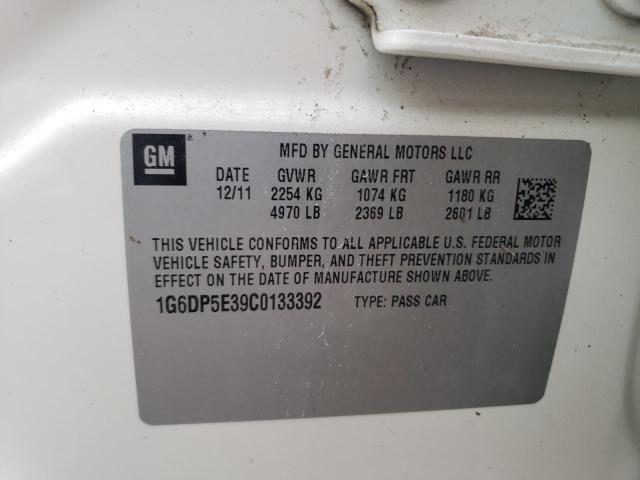 GM ®
MFD BY GENERAL MOTORS LLC
DATE GVWR GAWR FRT GAWR RR
12/11 2254 KG 1074 KG 1180 KG
4970 LB 2369 LB 2601 LB
THIS VEHICLE CONFORMS TO ALL APPLICABLE U.S. FEDERAL MOTOR
VEHICLE SAFETY, BUMPER, AND THEFT PREVENTION STANDARDS IN
EFFECT ON THE DATE OF MANUFACTURE SHOWN ABOVE.
1G6DP5E39C0133392 TYPE: PASS CAR